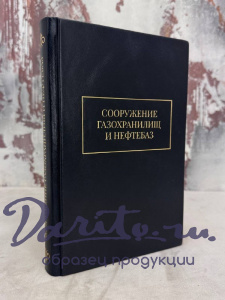 СООРУЖЕНИЕ
ГАЗОХРАНИЛИЩ
И НЕФТЕБАЗ
Darito.ru
образец продукции